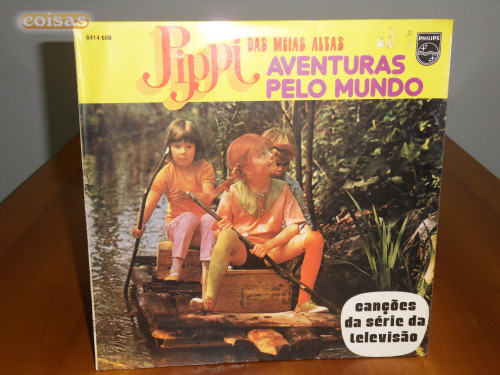 coisas
6414 608
Pippi DAS MEIAS ALTAS
AVENTURAS
PELO MUNDO
PHILIPS
canções
da série da
televisão